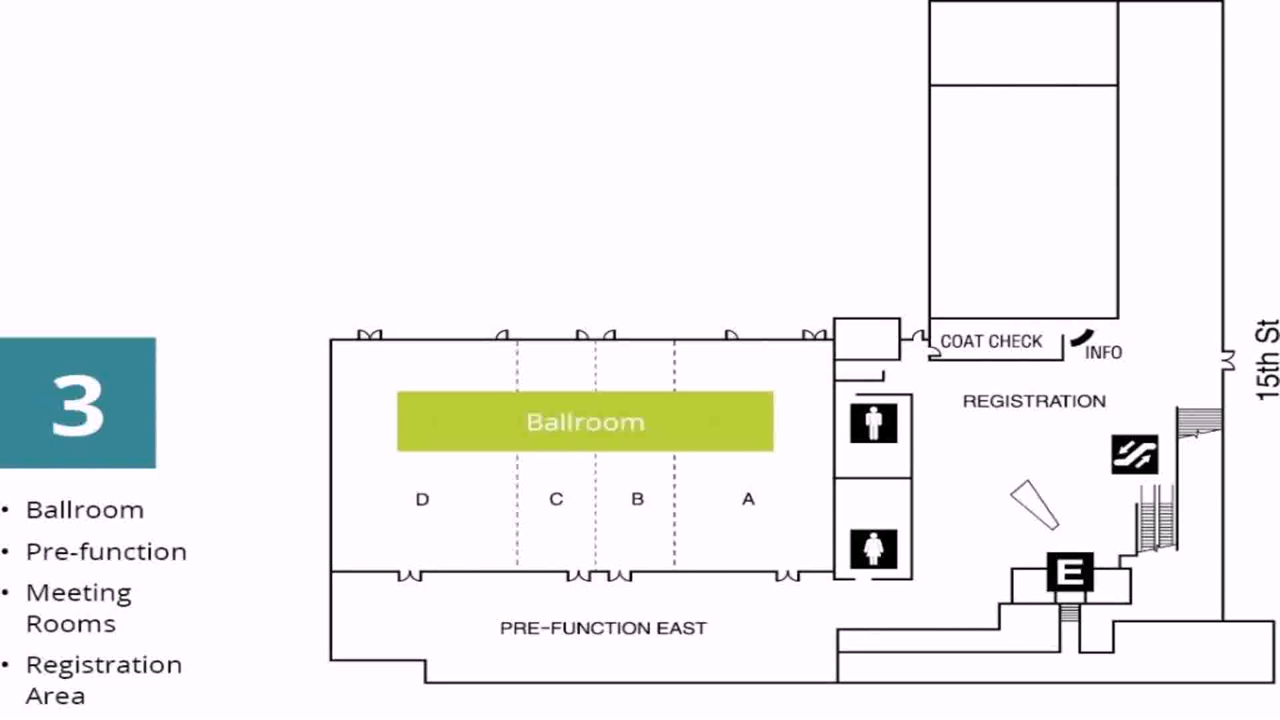 3
• Ballroom
• Pre-function
• Meeting
Rooms
• Registration
Area
COAT CHECK
INFO
15th St
REGISTRATION
Ballroom
D C B A
E
PRE-FUNCTION EAST